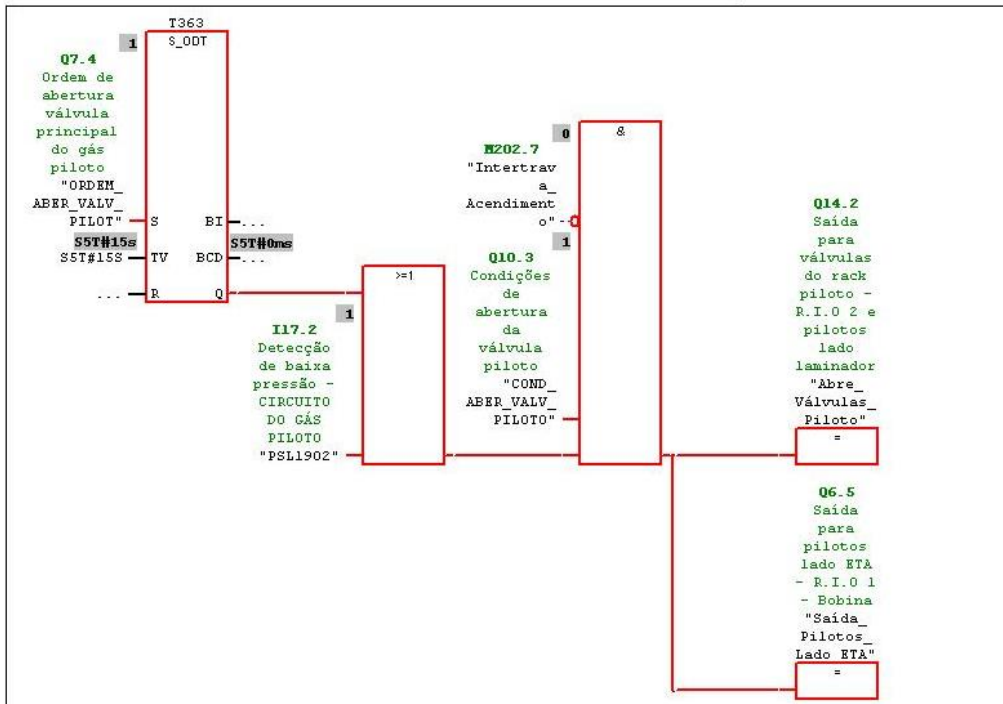 T363
1
S_ODT
Q7.4
Ordem de
abertura
válvula
principal
do gás
piloto
"ORDEM_
ABER_VALV_
PILOT"
S
BI
...
S5T#15s
S5T#0ms
S5T#15S
TV
BCD
...
...
R
Q
>=1
1
I17.2
Detecção
de baixa
pressão -
CIRCUITO
DO GÁS
PILOTO
"PSL1902"
0
&
M202.7
"Intertrav
a_
Acendiment
o"
1
Q10.3
Condições
de
abertura
da
válvula
piloto
"COND_
ABER_VALV_
PILOTO"
Q14.2
Saída
para
válvulas
do rack
piloto -
R.I.O 2 e
pilotos
lado
laminador
"Abre_
Válvulas_
Piloto"
=
Q6.5
Saída
para
pilotos
lado ETA
- R.I.O 1
- Bobina
"Saída_
Pilotos_
Lado ETA"
=